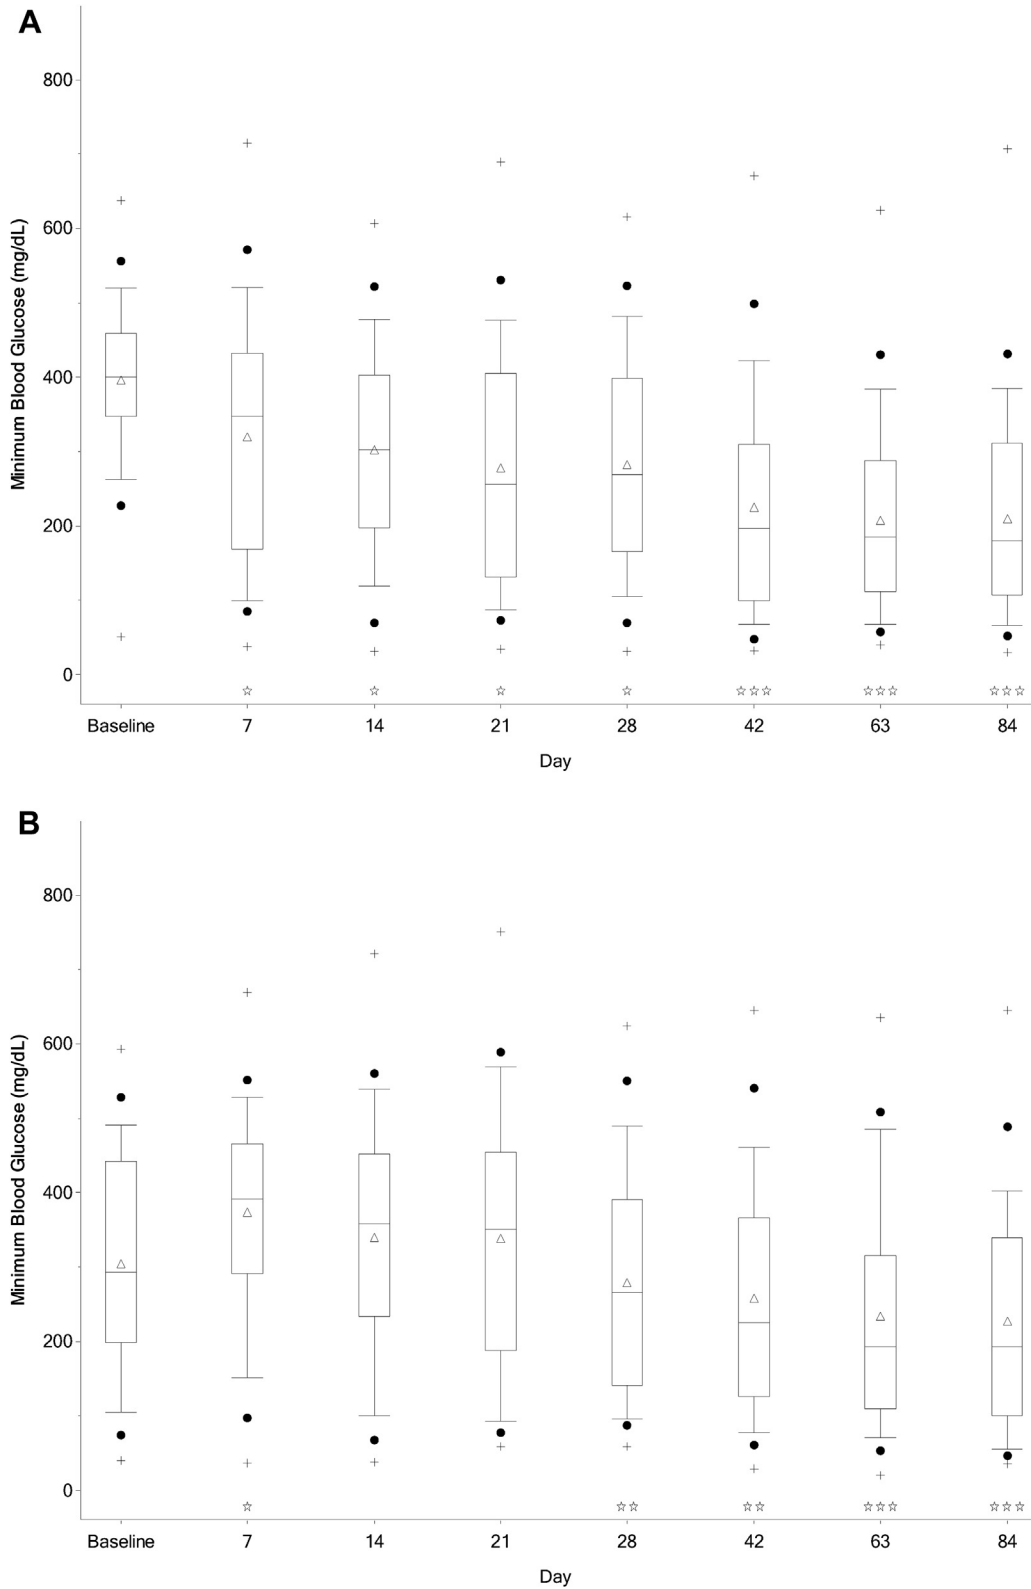 A
Minimum Blood Glucose (mg/dL)
800
600
400
200
0
Baseline 7 14 21 28 42 63 84
Day
B
Minimum Blood Glucose (mg/dL)
800
600
400
200
0
Baseline 7 14 21 28 42 63 84
Day